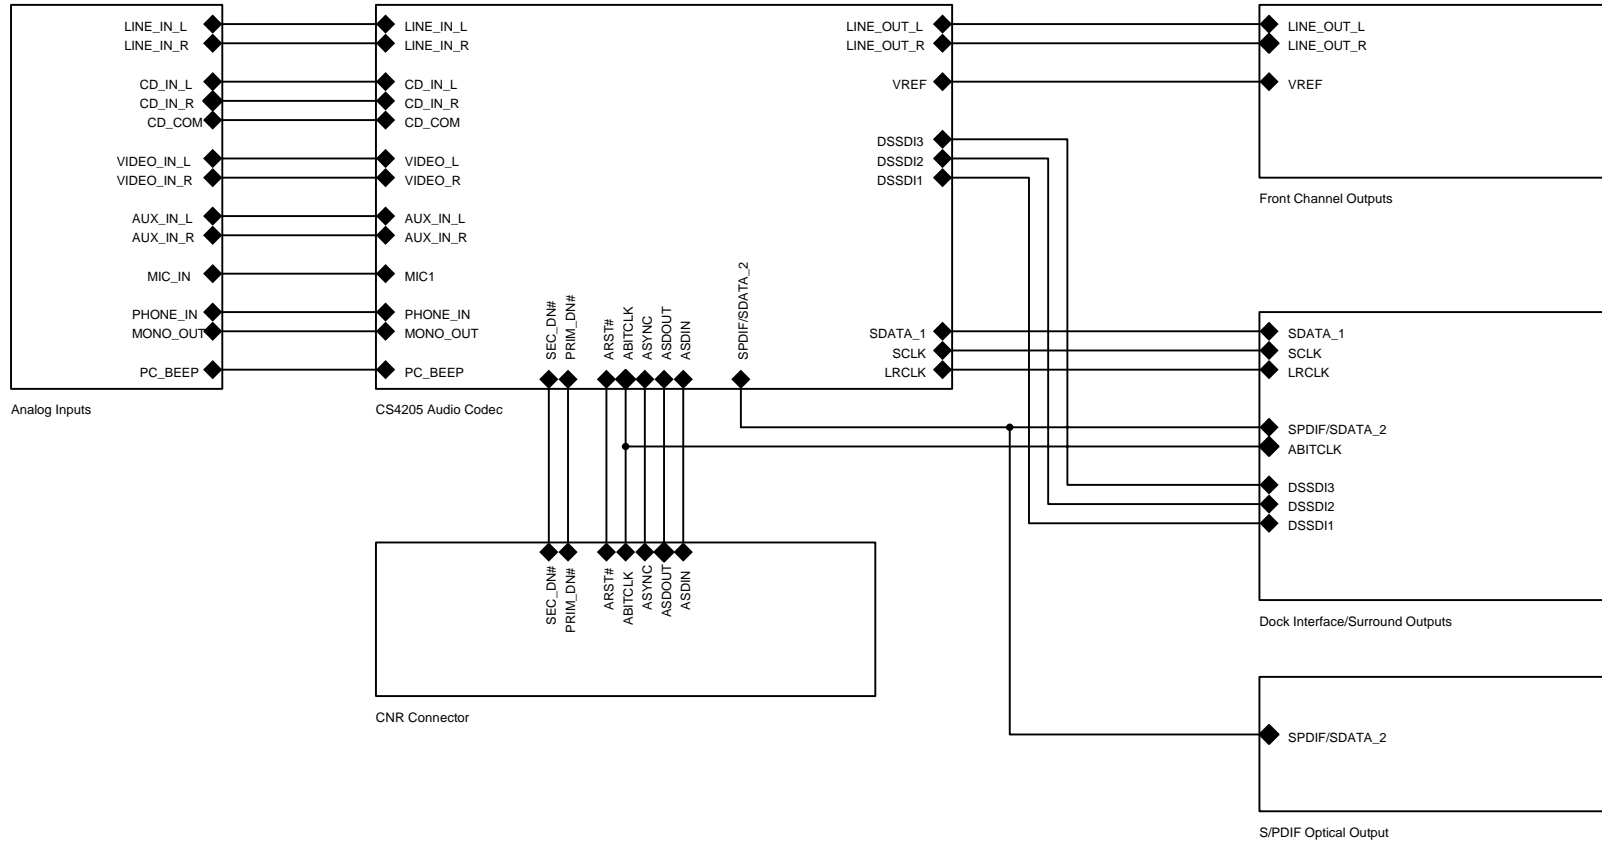 LINE_IN_L
LINE_IN_R
CD_IN_L
CD_IN_R
CD_COM
VIDEO_IN_L
VIDEO_IN_R
AUX_IN_L
AUX_IN_R
MIC_IN
PHONE_IN
MONO_OUT
PC_BEEP
Analog Inputs
LINE_IN_L
LINE_IN_R
CD_IN_L
CD_IN_R
CD_COM
VIDEO_L
VIDEO_R
AUX_IN_L
AUX_IN_R
MIC1
PHONE_IN
MONO_OUT
PC_BEEP
SEC_DN#
PRIM_DN#
ARST#
ABITCLK
ASYNC
ASDOUT
ASDIN
SPDIF/SDATA_2
LINE_OUT_L
LINE_OUT_R
VREF
DSSDI3
DSSDI2
DSSDI1
SDATA_1
SCLK
LRCLK
CS4205 Audio Codec
SEC_DN#
PRIM_DN#
ARST#
ABITCLK
ASYNC
ASDOUT
ASDIN
CNR Connector
LINE_OUT_L
LINE_OUT_R
VREF
Front Channel Outputs
SDATA_1
SCLK
LRCLK
SPDIF/SDATA_2
ABITCLK
DSSDI3
DSSDI2
DSSDI1
Dock Interface/Surround Outputs
SPDIF/SDATA_2
S/PDIF Optical Output